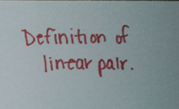 Definition of
linear pair.